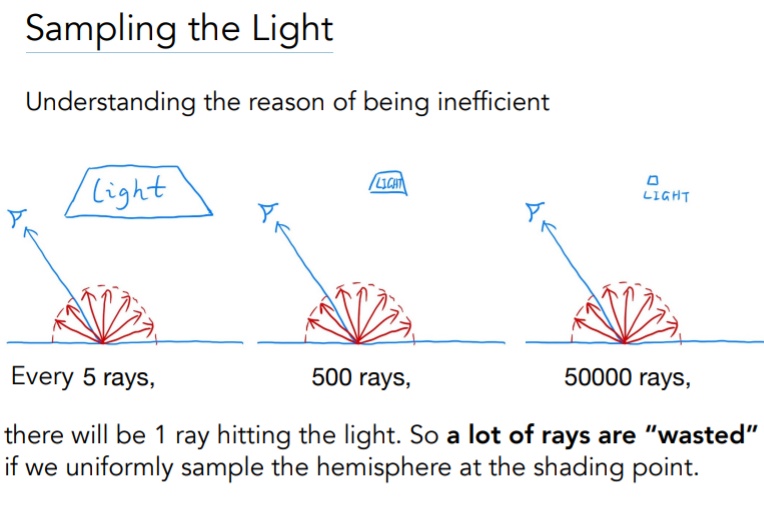 Sampling the Light
Understanding the reason of being inefficient
light
LIGHT
LIGHT
Every 5 rays,
500 rays,
50000 rays,
there will be 1 ray hitting the light. So a lot of rays are “wasted”
if we uniformly sample the hemisphere at the shading point.